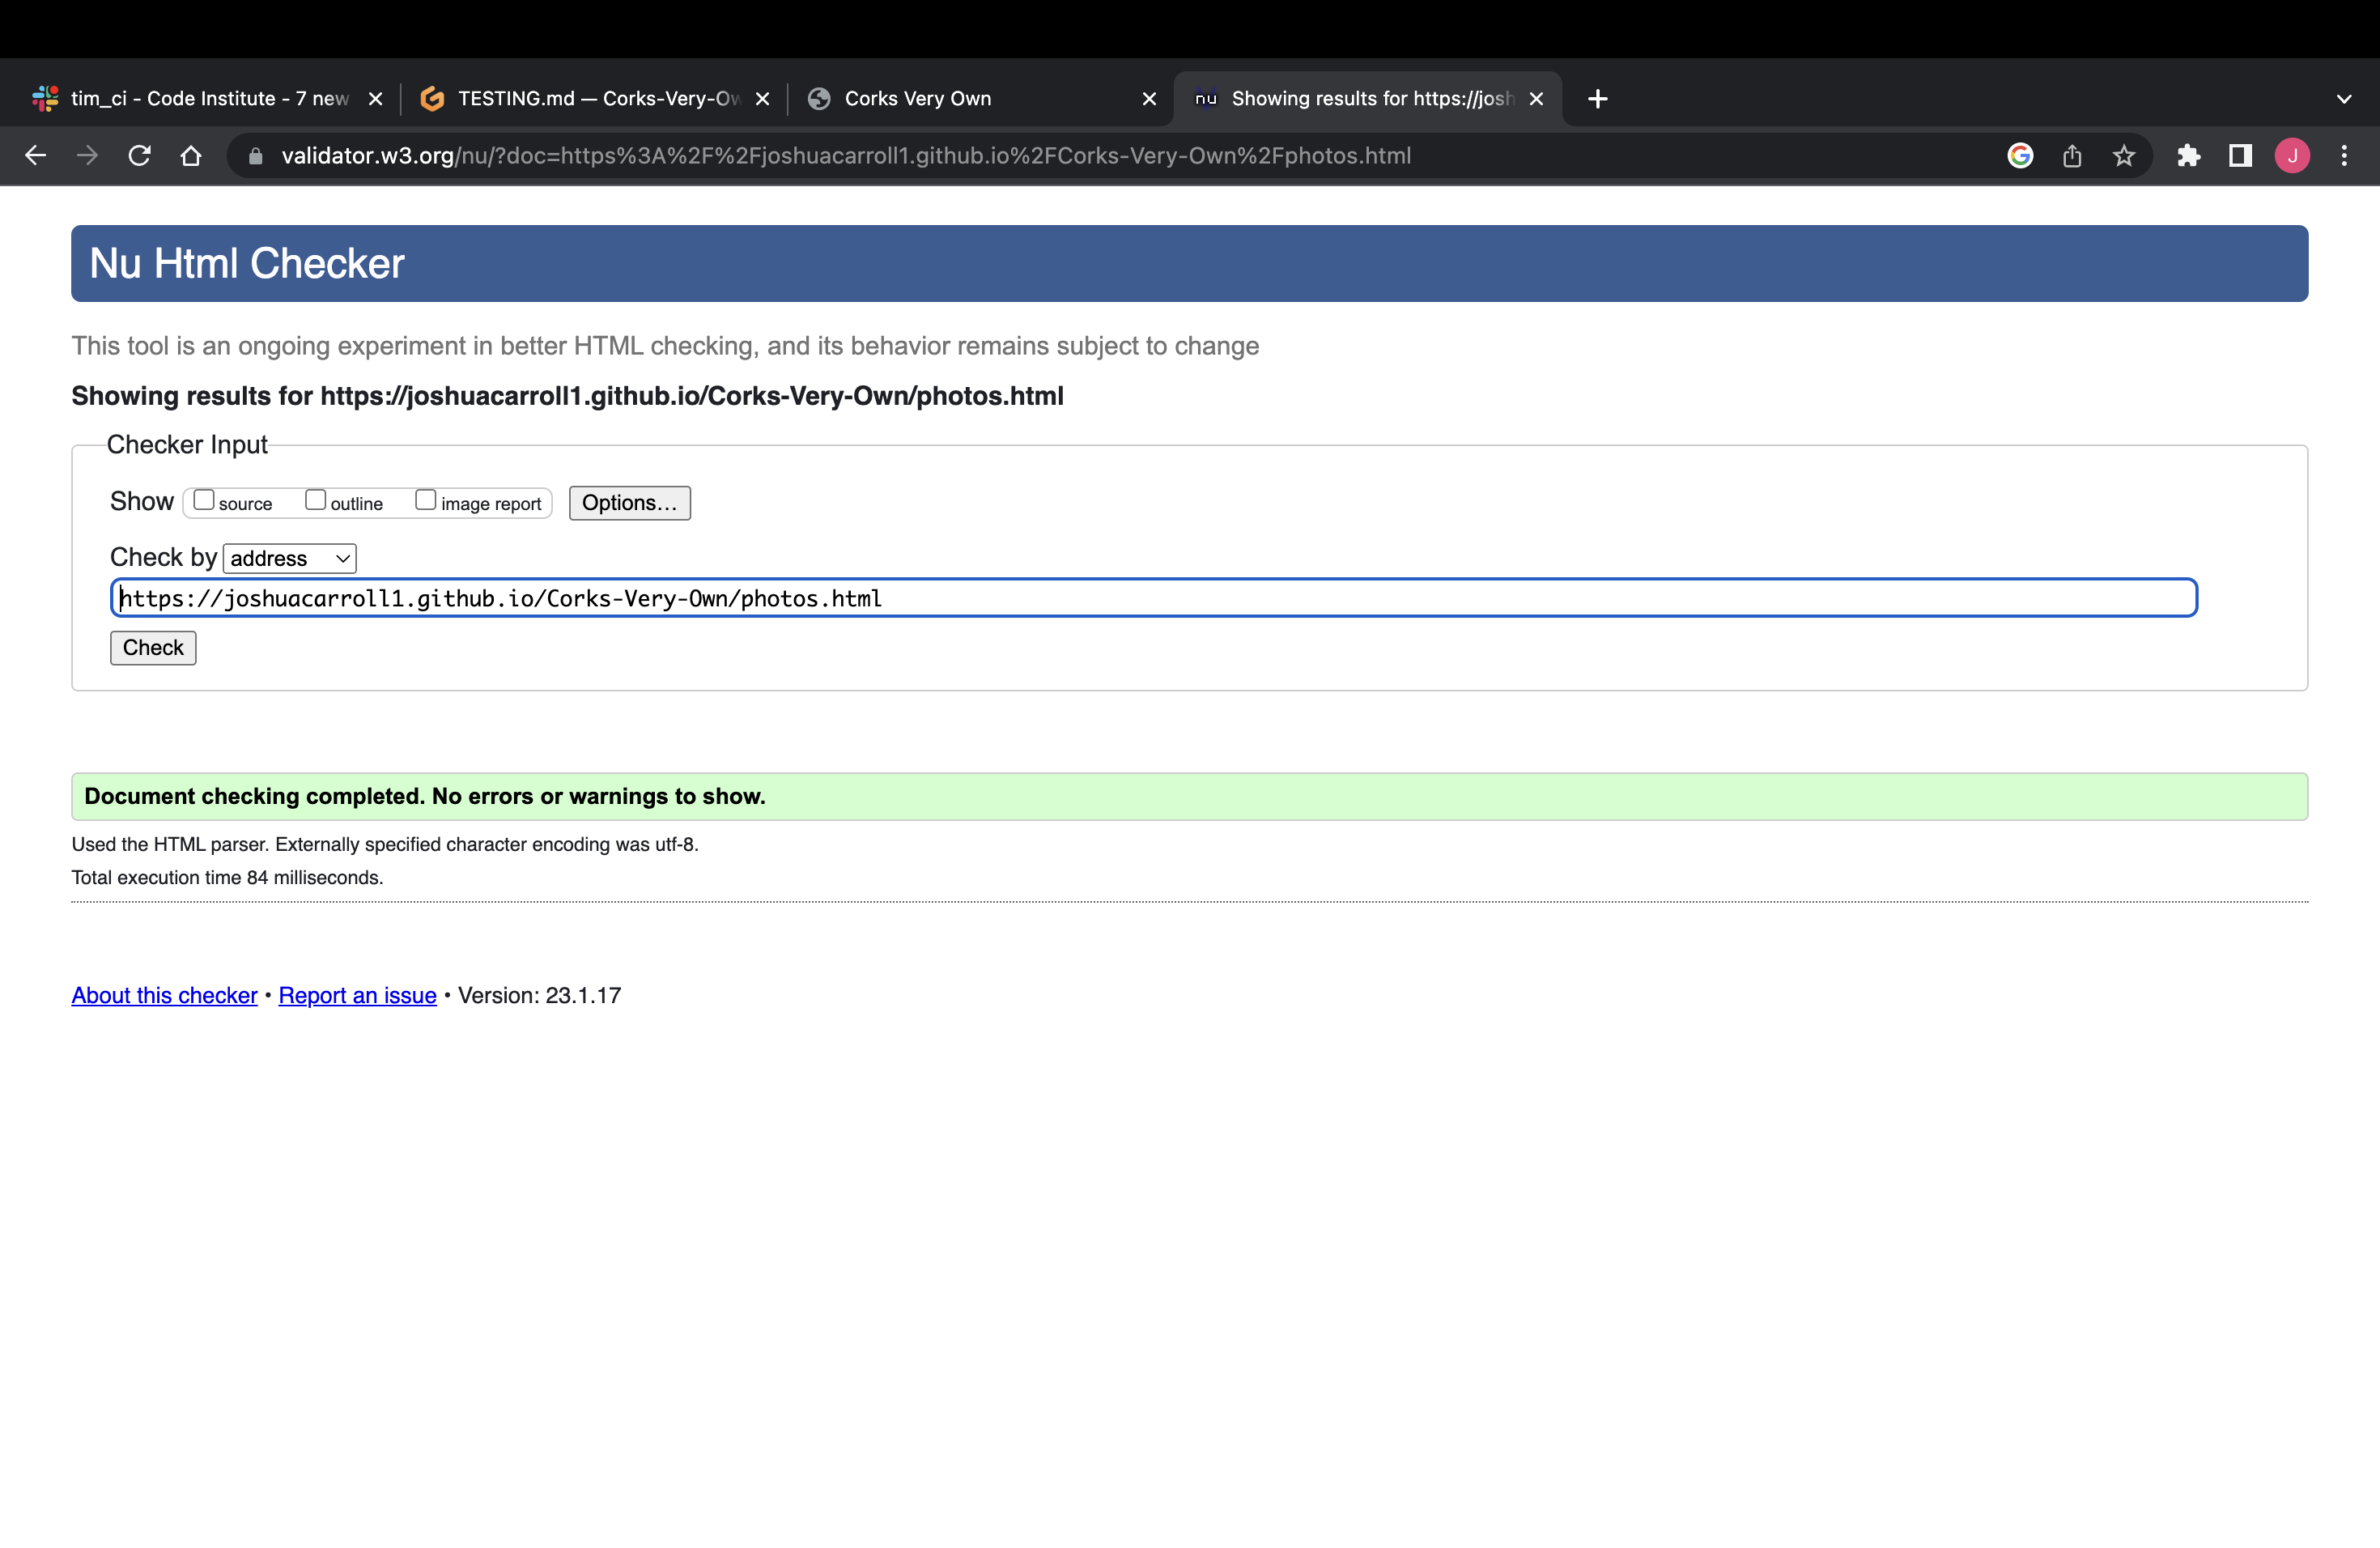 tim_ci - Code Institute - 7 new
TESTING.md — Corks-Very-Ow
Corks Very Own
nu
Showing results for https://josh
validator.w3.org/nu/?doc=https%3A%2F%2Fjoshuacarroll1.github.io%2FCorks-Very-Own%2Fphotos.html
J
Nu Html Checker
This tool is an ongoing experiment in better HTML checking, and its behavior remains subject to change
Showing results for https://joshuacarroll1.github.io/Corks-Very-Own/photos.html
Checker Input
Show source outline image report Options...
Check by address
https://joshuacarroll1.github.io/Corks-Very-Own/photos.html
Check
Document checking completed. No errors or warnings to show.
Used the HTML parser. Externally specified character encoding was utf-8.
Total execution time 84 milliseconds.
About this checker • Report an issue • Version: 23.1.17